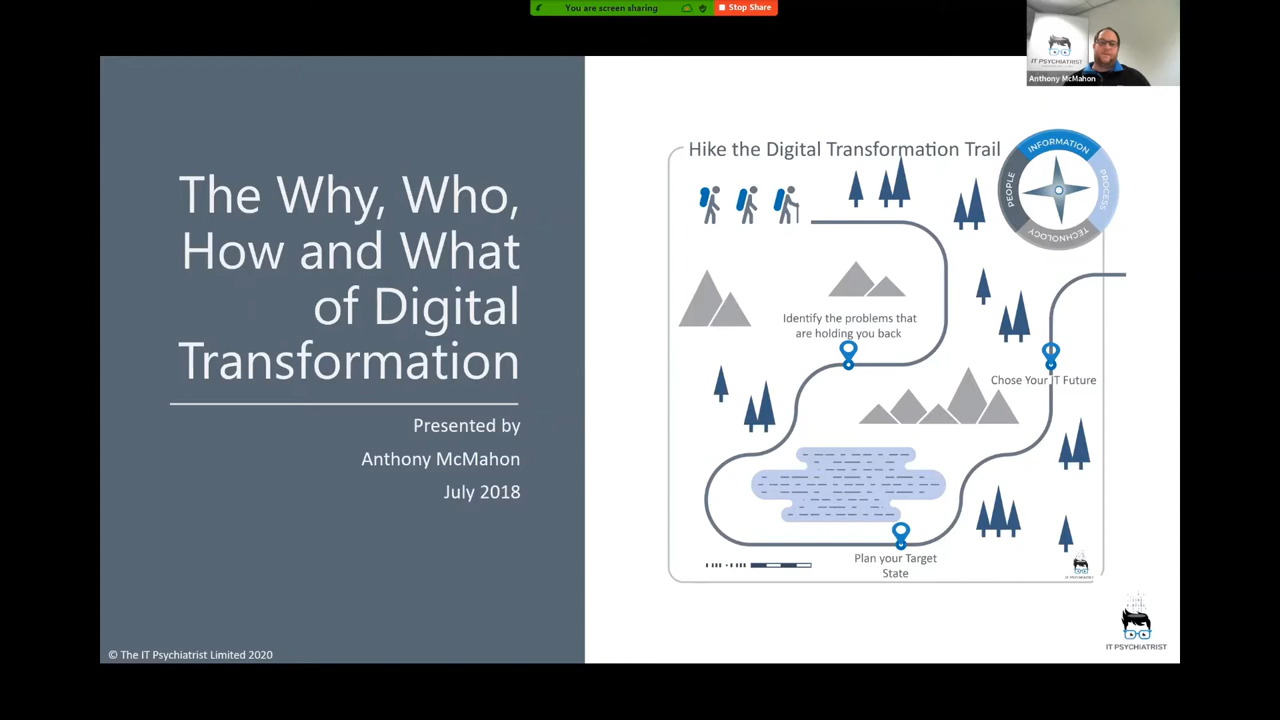 You are screen sharing
Stop Share
IT PSYCHIATRIST
Anthony McMahon
The Why, Who,
How and What
of Digital
Transformation
Presented by
Anthony McMahon
July 2018
© The IT Psychiatrist Limited 2020
Hike the Digital Transformation Trail
INFORMATION
PROCESS
TECHNOLOGY
PEOPLE
Identify the problems that
are holding you back
Chose Your IT Future
Plan your Target
State
IT PSYCHIATRIST
IT PSYCHIATRIST